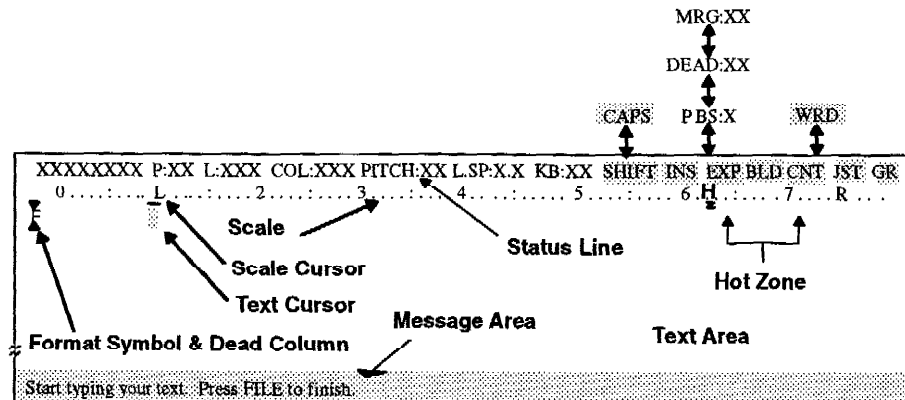 MRG:XX
DEAD:XX
CAPS PBS:X WRD
XXXXXXXX P:XX L:XXX COL:XXX PITCH:XX L.SP:X.X KB:XX SHIFT INS EXP BLD CNT JST GR
0.........L.........2.........3.........4.........5.........6.H.......7....R....
E
Scale
Status Line
Scale Cursor
Hot Zone
Text Cursor
Message Area
Text Area
Format Symbol & Dead Column
Start typing your text. Press FILE to finish.